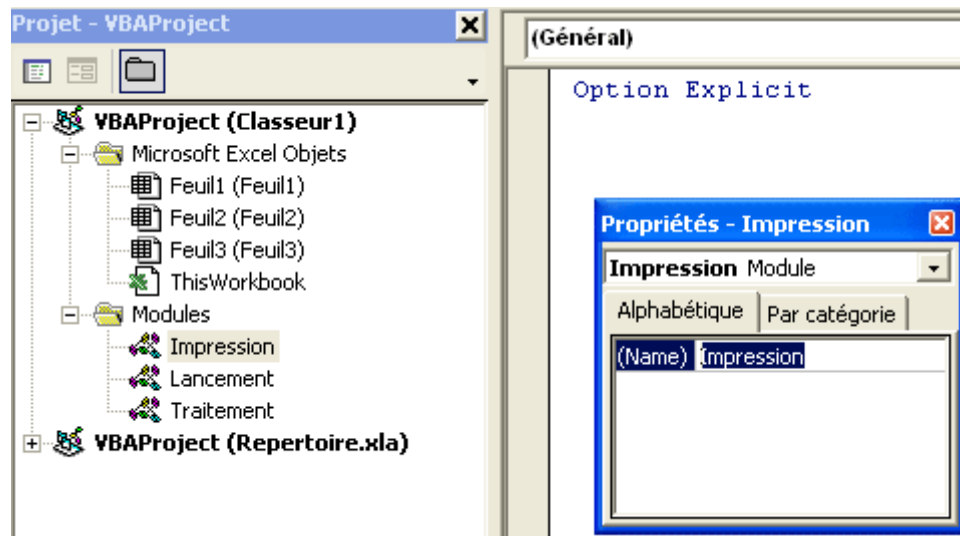 Projet - VBAProject
VBAProject (Classeur1)
Microsoft Excel Objets
Feuil1 (Feuil1)
Feuil2 (Feuil2)
Feuil3 (Feuil3)
ThisWorkbook
Modules
Impression
Lancement
Traitement
VBAProject (Repertoire.xla)
(Général)
Option Explicit
Propriétés - Impression
Impression Module
Alphabétique Par catégorie
(Name) Impression